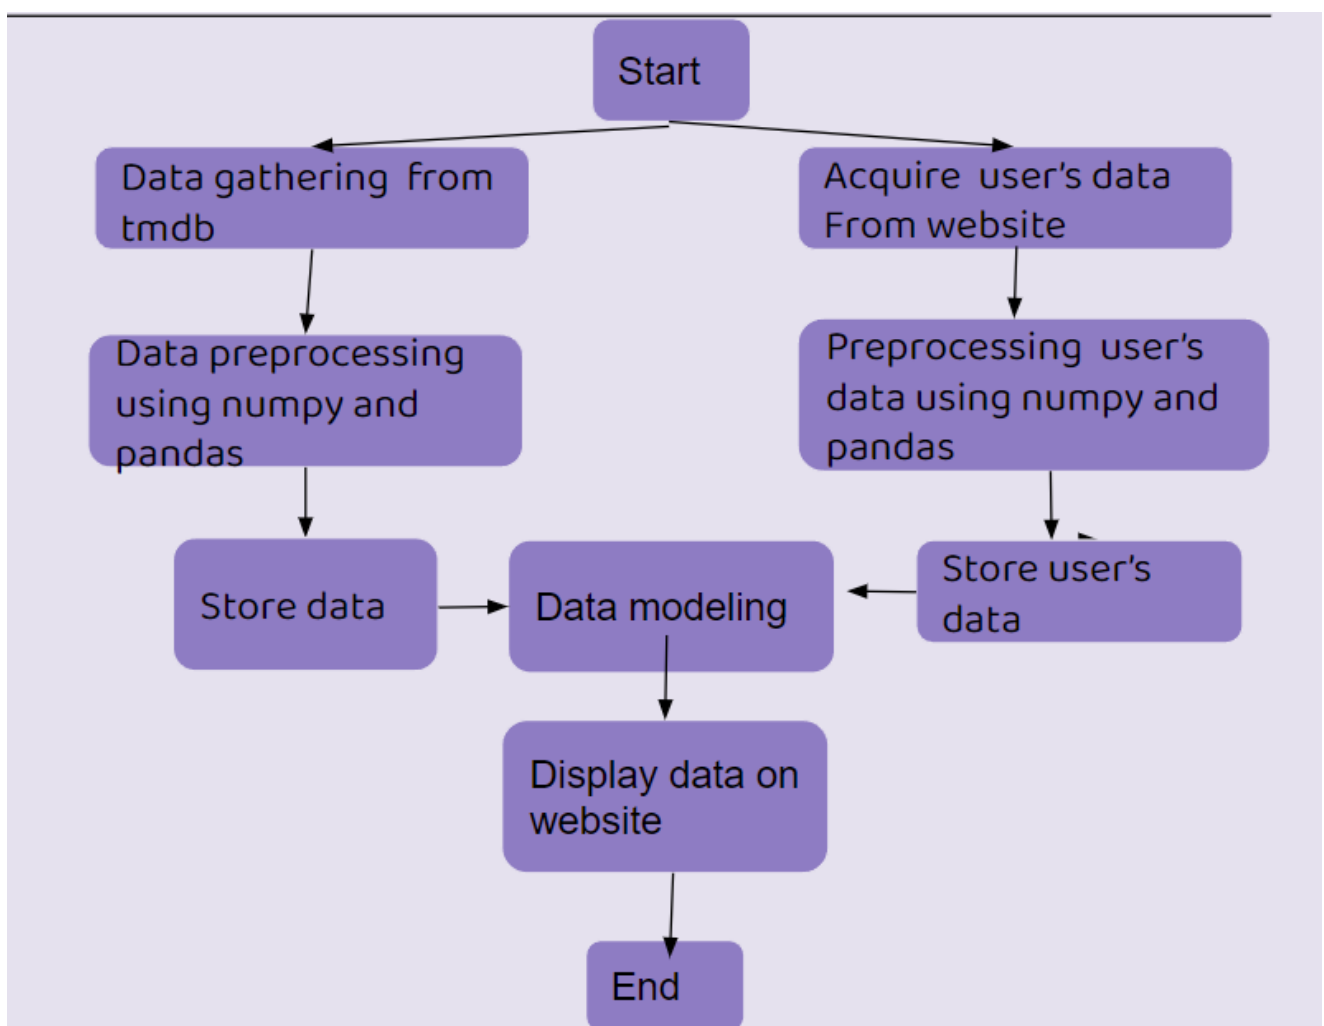 Start
Data gathering  from
tmdb
Acquire  user's data
From website
Data preprocessing
using numpy and
pandas
Preprocessing  user's
data using numpy and
pandas
Store data
Data modeling
Store user's
data
Display data on
website
End